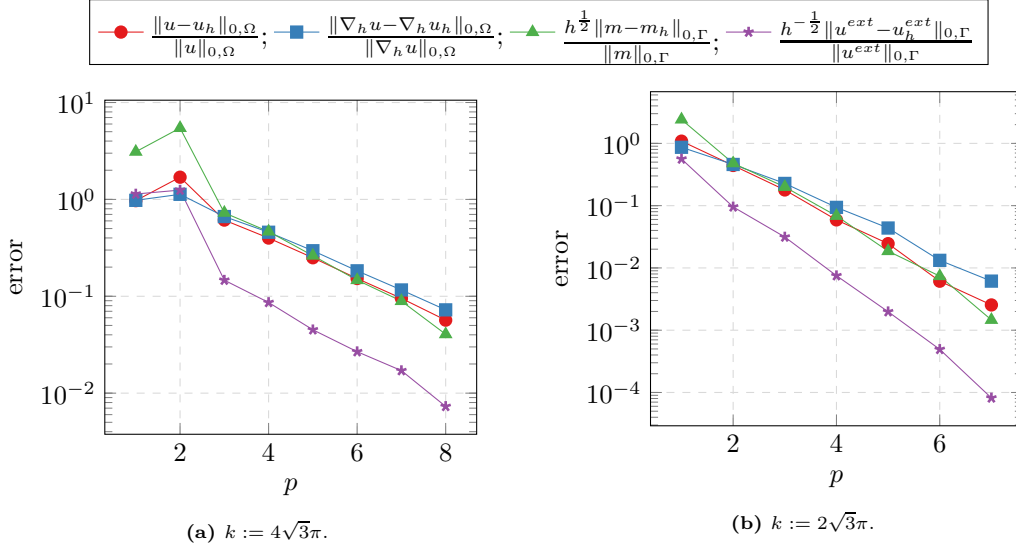 ‖u−u_h‖_{0,Ω} / ‖u‖_{0,Ω}; ‖∇_h u−∇_h u_h‖_{0,Ω} / ‖∇_h u‖_{0,Ω}; h^{1/2}‖m−m_h‖_{0,Γ} / ‖m‖_{0,Γ}; h^{−1/2}‖u^{ext}−u_h^{ext}‖_{0,Γ} / ‖u^{ext}‖_{0,Γ}
10^1
10^0
10^{−1}
10^{−2}
error
2 4 6 8
p
(a) k := 4√3π.
10^0
10^{−1}
10^{−2}
10^{−3}
10^{−4}
error
2 4 6
p
(b) k := 2√3π.